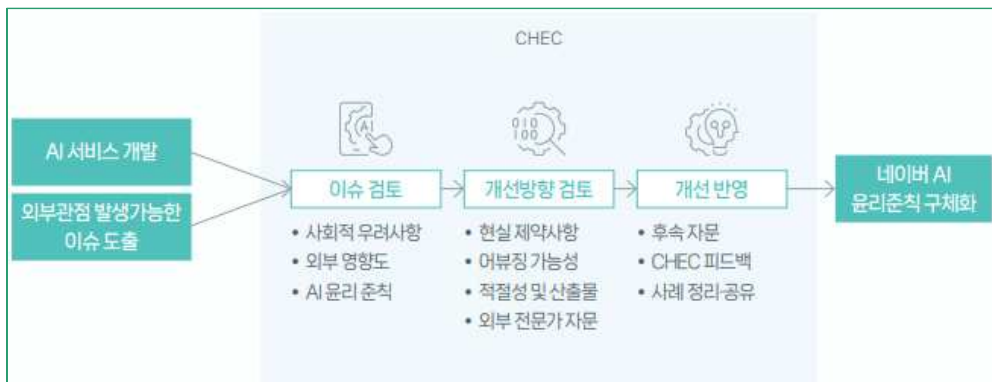 CHEC
AI 서비스 개발
외부관점 발생가능한
이슈 도출
AI
이슈 검토
• 사회적 우려사항
• 외부 영향도
• AI 윤리 준칙
010
100
개선방향 검토
• 현실 제약사항
• 어뷰징 가능성
• 적절성 및 산출물
• 외부 전문가 자문
개선 반영
• 후속 자문
• CHEC 피드백
• 사례 정리·공유
네이버 AI
윤리준칙 구체화